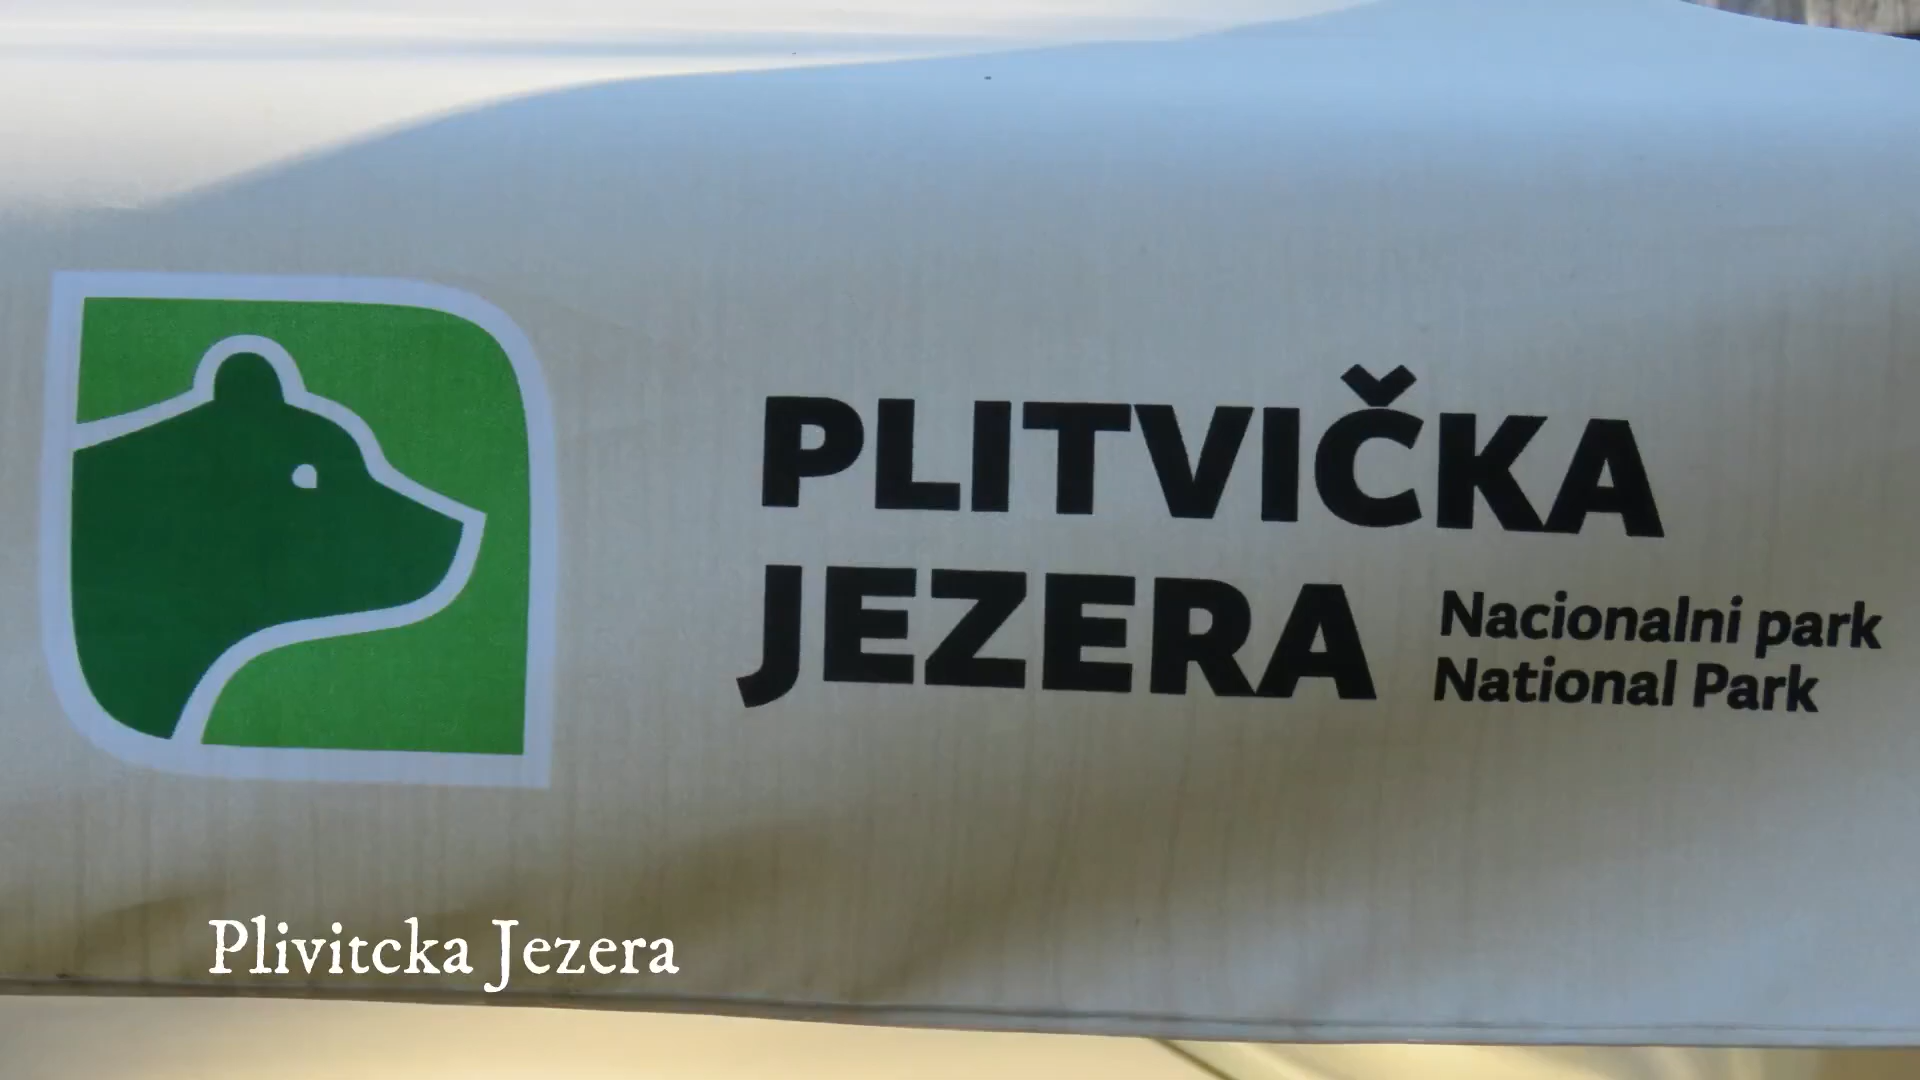 PLITVIČKA
JEZERA
Nacionalni park
National Park
Plivitcka Jezera